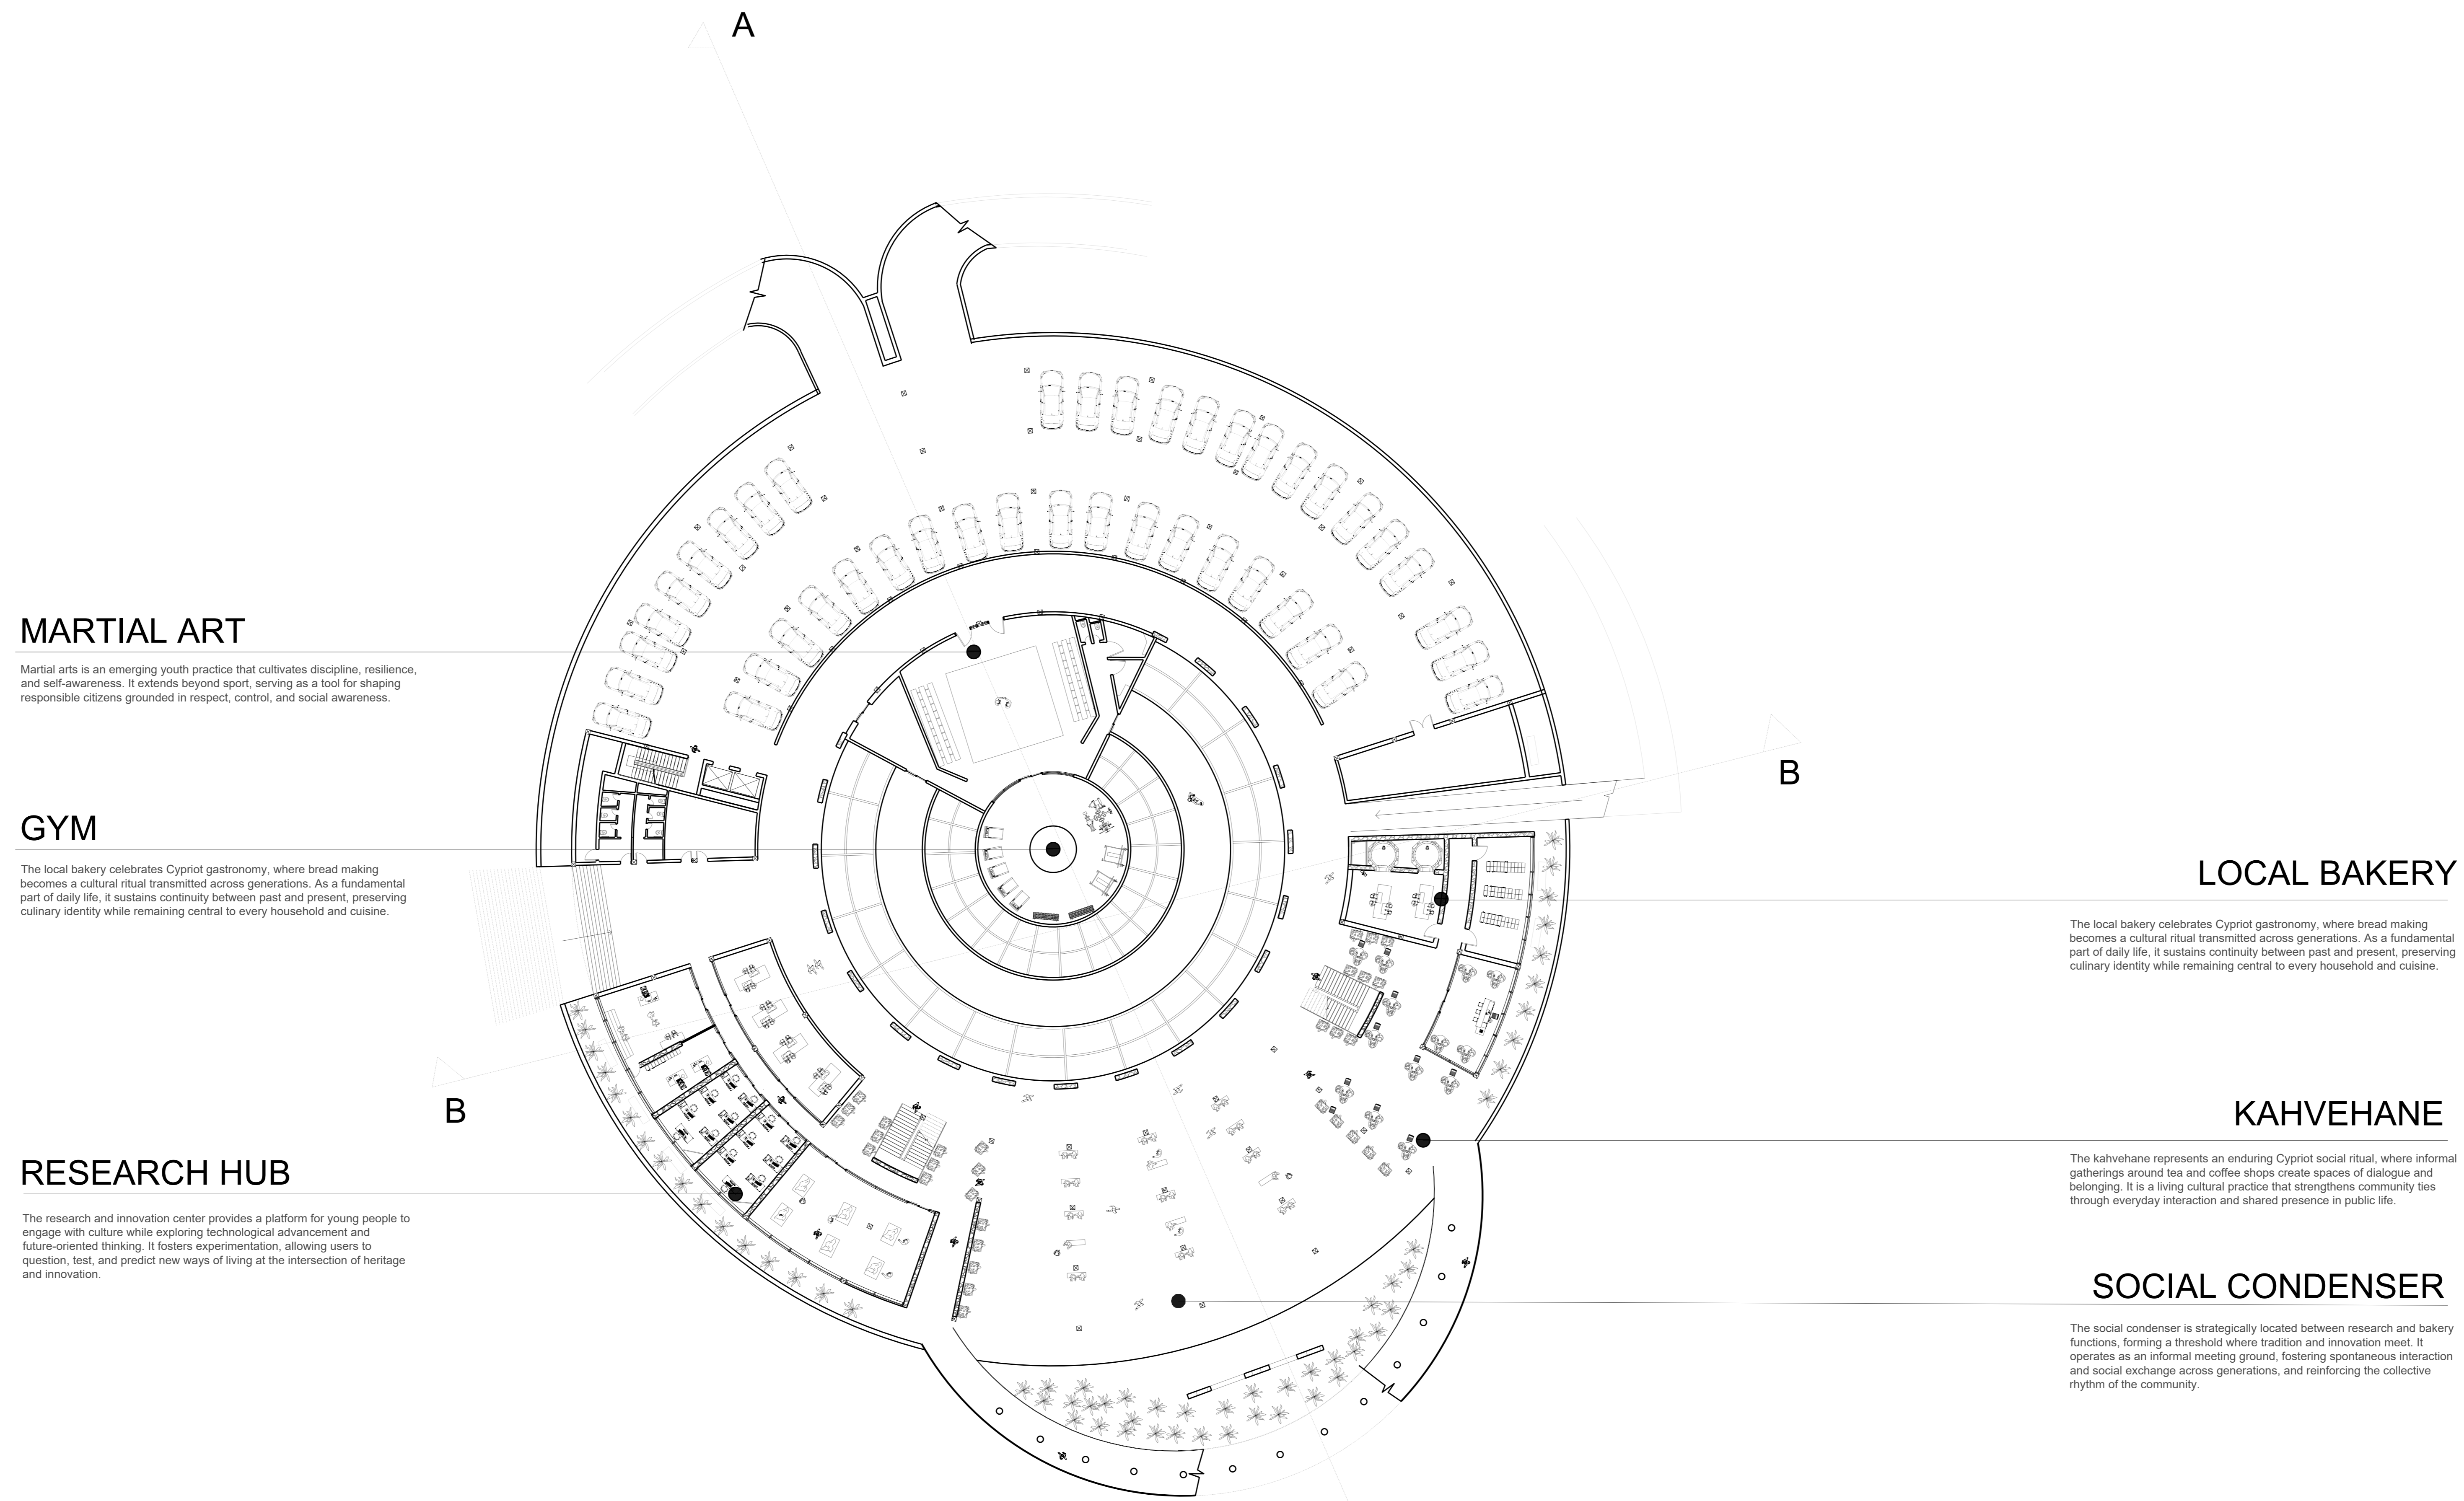 A
MARTIAL ART
Martial arts is an emerging youth practice that cultivates discipline, resilience,
and self-awareness. It extends beyond sport, serving as a tool for shaping
responsible citizens grounded in respect, control, and social awareness.
B
GYM
The local bakery celebrates Cypriot gastronomy, where bread making
becomes a cultural ritual transmitted across generations. As a fundamental
part of daily life, it sustains continuity between past and present, preserving
culinary identity while remaining central to every household and cuisine.
LOCAL BAKERY
The local bakery celebrates Cypriot gastronomy, where bread making
becomes a cultural ritual transmitted across generations. As a fundamental
part of daily life, it sustains continuity between past and present, preserving
culinary identity while remaining central to every household and cuisine.
B
KAHVEHANE
The kahvehane represents an enduring Cypriot social ritual, where informal
gatherings around tea and coffee shops create spaces of dialogue and
belonging. It is a living cultural practice that strengthens community ties
through everyday interaction and shared presence in public life.
RESEARCH HUB
The research and innovation center provides a platform for young people to
engage with culture while exploring technological advancement and
future-oriented thinking. It fosters experimentation, allowing users to
question, test, and predict new ways of living at the intersection of heritage
and innovation.
SOCIAL CONDENSER
The social condenser is strategically located between research and bakery
functions, forming a threshold where tradition and innovation meet. It
operates as an informal meeting ground, fostering spontaneous interaction
and social exchange across generations, and reinforcing the collective
rhythm of the community.